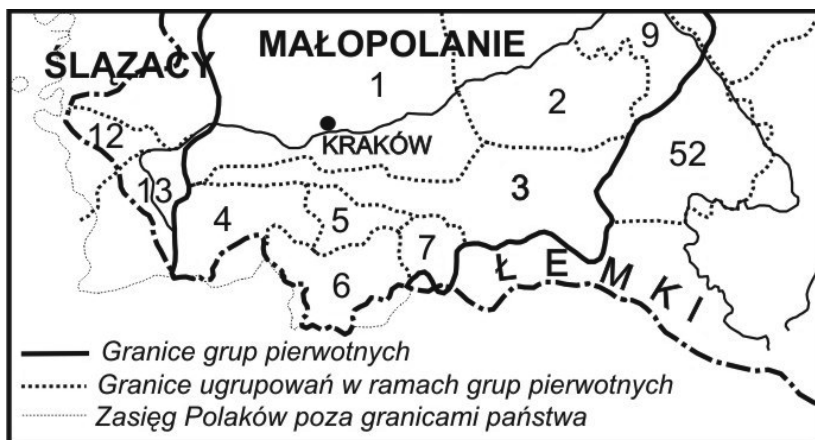 ŚLĄZACY
MAŁOPOLANIE
9
1
2
12
KRAKÓW
52
13
3
4
5
7
6
ŁEMKI
Granice grup pierwotnych
Granice ugrupowań w ramach grup pierwotnych
Zasięg Polaków poza granicami państwa